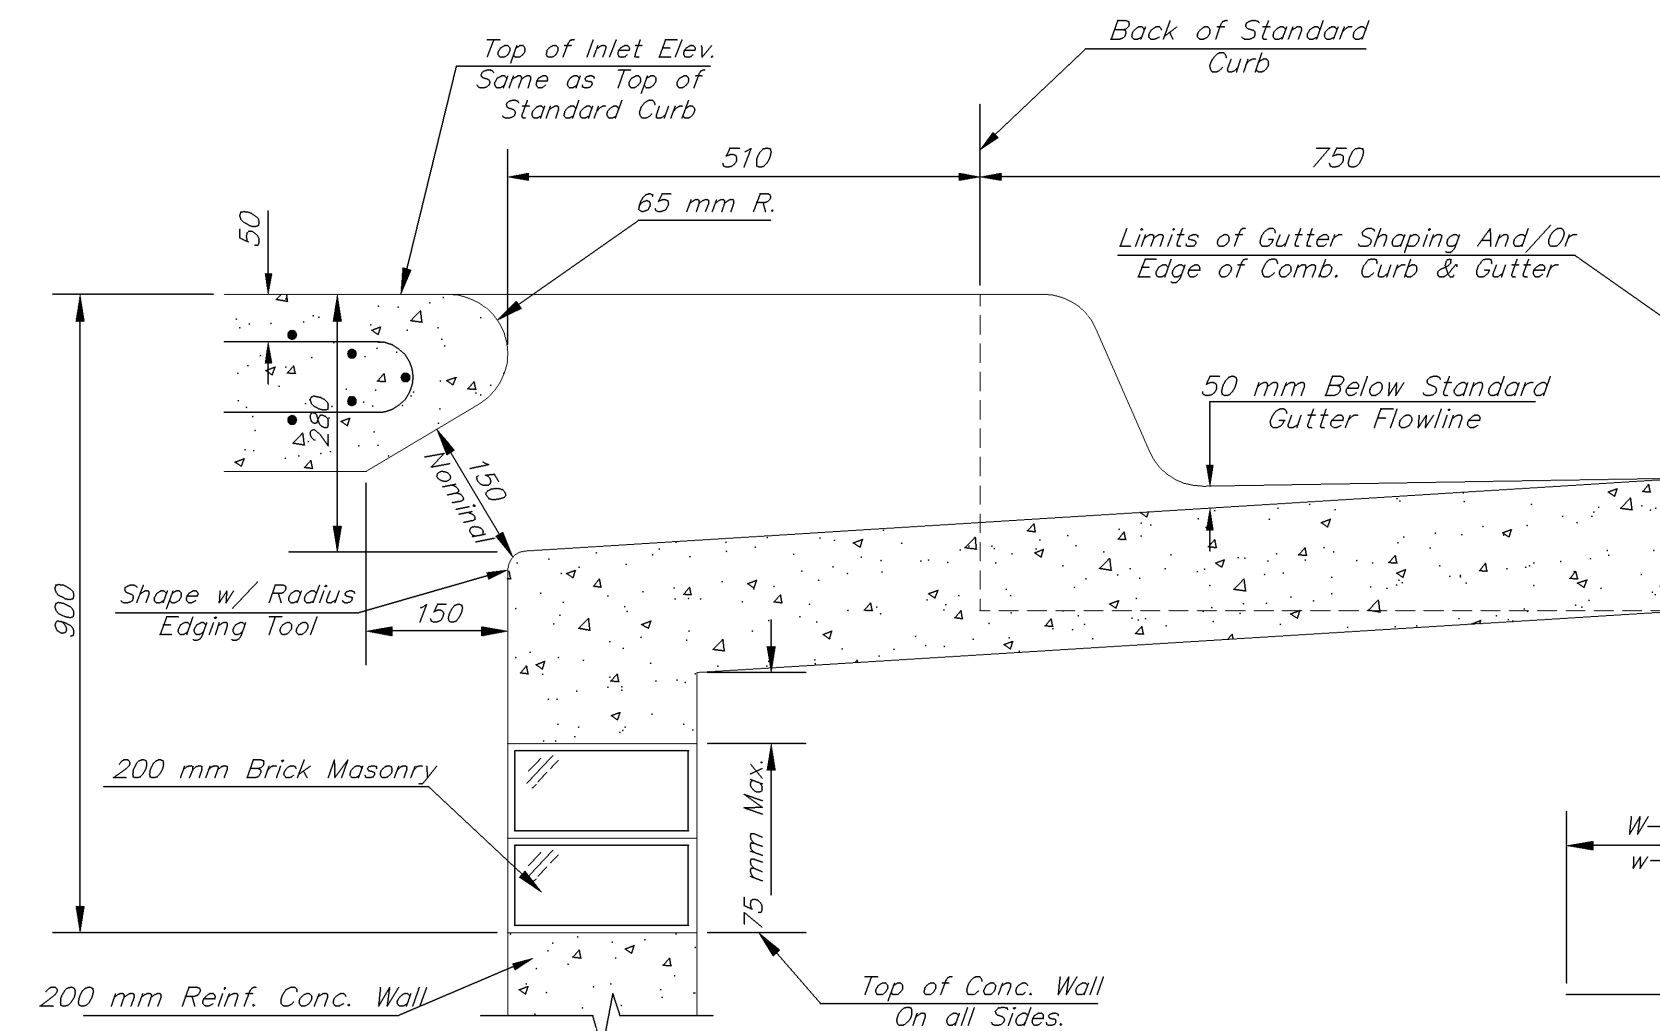 Back of Standard
Curb
Top of Inlet Elev.
Same as Top of
Standard Curb
510
750
65 mm R.
50
Limits of Gutter Shaping And/Or
Edge of Comb. Curb & Gutter
50 mm Below Standard
Gutter Flowline
280
150
Nominal
Shape w/ Radius
Edging Tool
150
900
200 mm Brick Masonry
75 mm Max.
W-
w-
200 mm Reinf. Conc. Wall
Top of Conc. Wall
On all Sides.